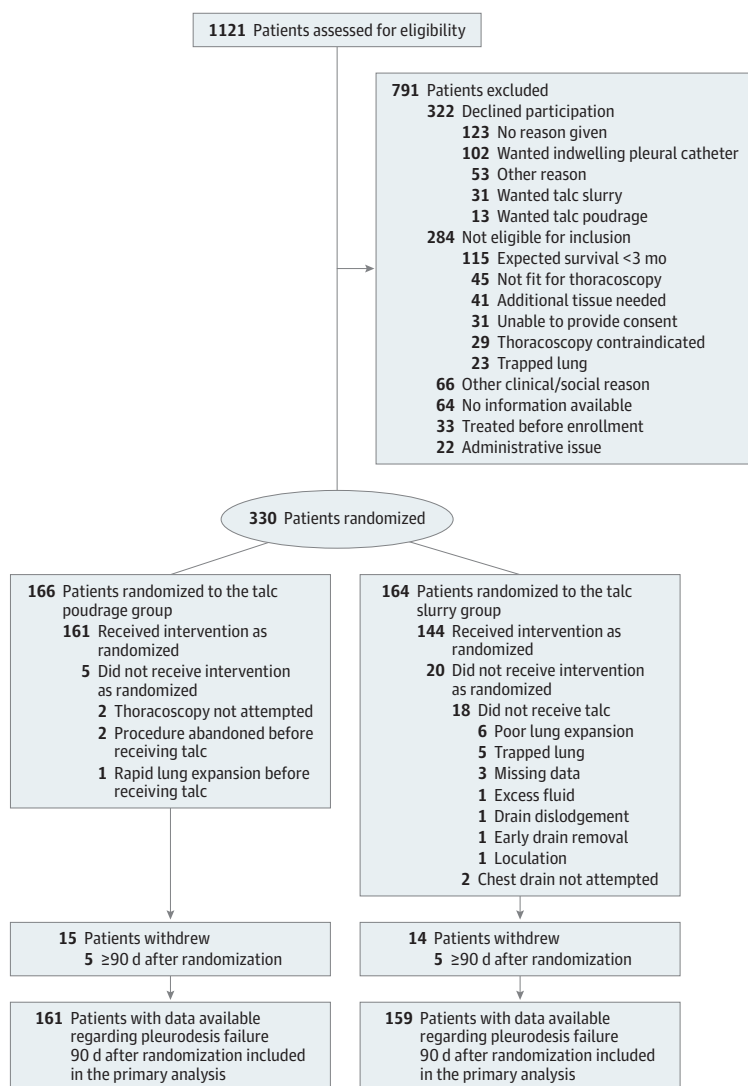 1121 Patients assessed for eligibility
791 Patients excluded
322 Declined participation
123 No reason given
102 Wanted indwelling pleural catheter
53 Other reason
31 Wanted talc slurry
13 Wanted talc poudrage
284 Not eligible for inclusion
115 Expected survival <3 mo
45 Not fit for thoracoscopy
41 Additional tissue needed
31 Unable to provide consent
29 Thoracoscopy contraindicated
23 Trapped lung
66 Other clinical/social reason
64 No information available
33 Treated before enrollment
22 Administrative issue
330 Patients randomized
166 Patients randomized to the talc
poudrage group
161 Received intervention as
randomized
5 Did not receive intervention
as randomized
2 Thoracoscopy not attempted
2 Procedure abandoned before
receiving talc
1 Rapid lung expansion before
receiving talc
164 Patients randomized to the talc
slurry group
144 Received intervention as
randomized
20 Did not receive intervention
as randomized
18 Did not receive talc
6 Poor lung expansion
5 Trapped lung
3 Missing data
1 Excess fluid
1 Drain dislodgement
1 Early drain removal
1 Loculation
2 Chest drain not attempted
15 Patients withdrew
5 ≥90 d after randomization
14 Patients withdrew
5 ≥90 d after randomization
161 Patients with data available
regarding pleurodesis failure
90 d after randomization included
in the primary analysis
159 Patients with data available
regarding pleurodesis failure
90 d after randomization included
in the primary analysis